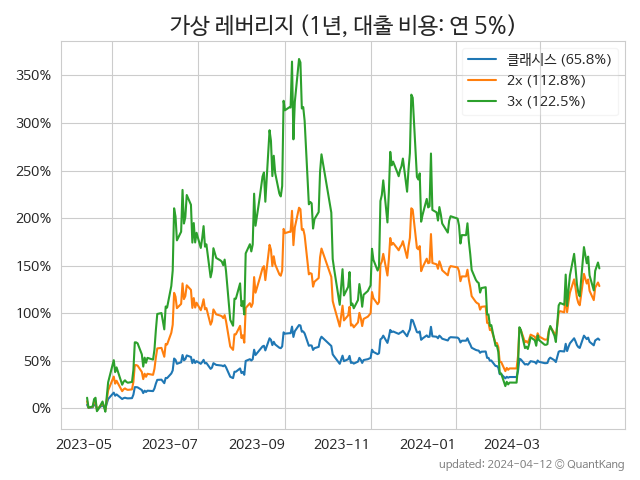 가상 레버리지 (1년, 대출 비용: 연 5%)
클래시스 (65.8%)
2x (112.8%)
3x (122.5%)
350%
300%
250%
200%
150%
100%
50%
0%
2023-05 2023-07 2023-09 2023-11 2024-01 2024-03
updated: 2024-04-12 © QuantKang